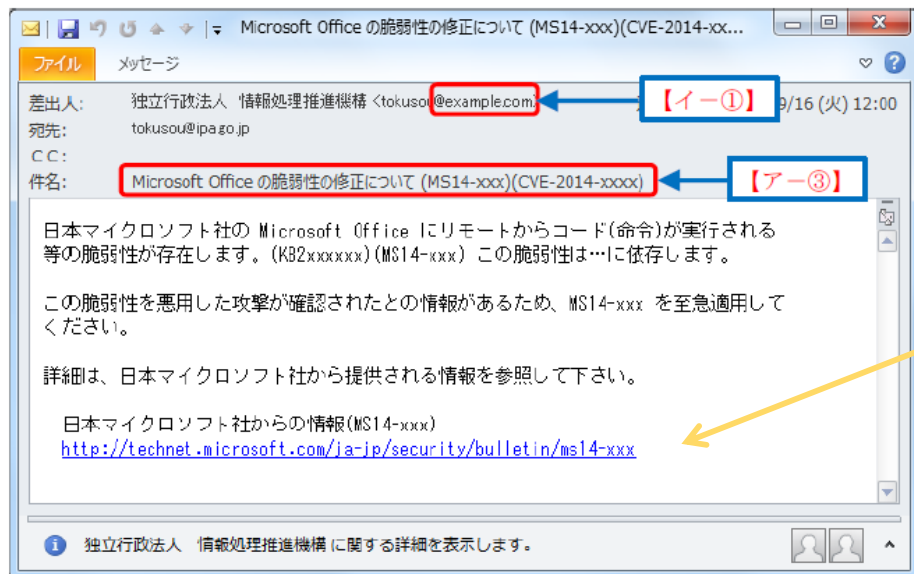 Microsoft Office の脆弱性の修正について (MS14-xxx)(CVE-2014-xx...
ファイル メッセージ
差出人: 独立行政法人 情報処理推進機構 <tokusou@example.com> 【イー①】 9/16 (火) 12:00
宛先: tokusou@ipa.go.jp
CC:
件名: Microsoft Office の脆弱性の修正について (MS14-xxx)(CVE-2014-xxxx) 【アー③】
日本マイクロソフト社の Microsoft Office にリモートからコード(命令)が実行される
等の脆弱性が存在します。(KB2xxxxxx)(MS14-xxx) この脆弱性は…に依存します。
この脆弱性を悪用した攻撃が確認されたとの情報があるため、MS14-xxx を至急適用して
ください。
詳細は、日本マイクロソフト社から提供される情報を参照して下さい。
日本マイクロソフト社からの情報(MS14-xxx)
http://technet.microsoft.com/ja-jp/security/bulletin/ms14-xxx
独立行政法人 情報処理推進機構 に関する詳細を表示します。